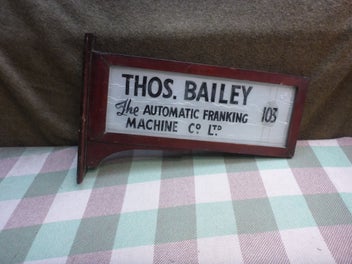 THOS. BAILEY
The AUTOMATIC FRANKING 103
MACHINE Cº LTD